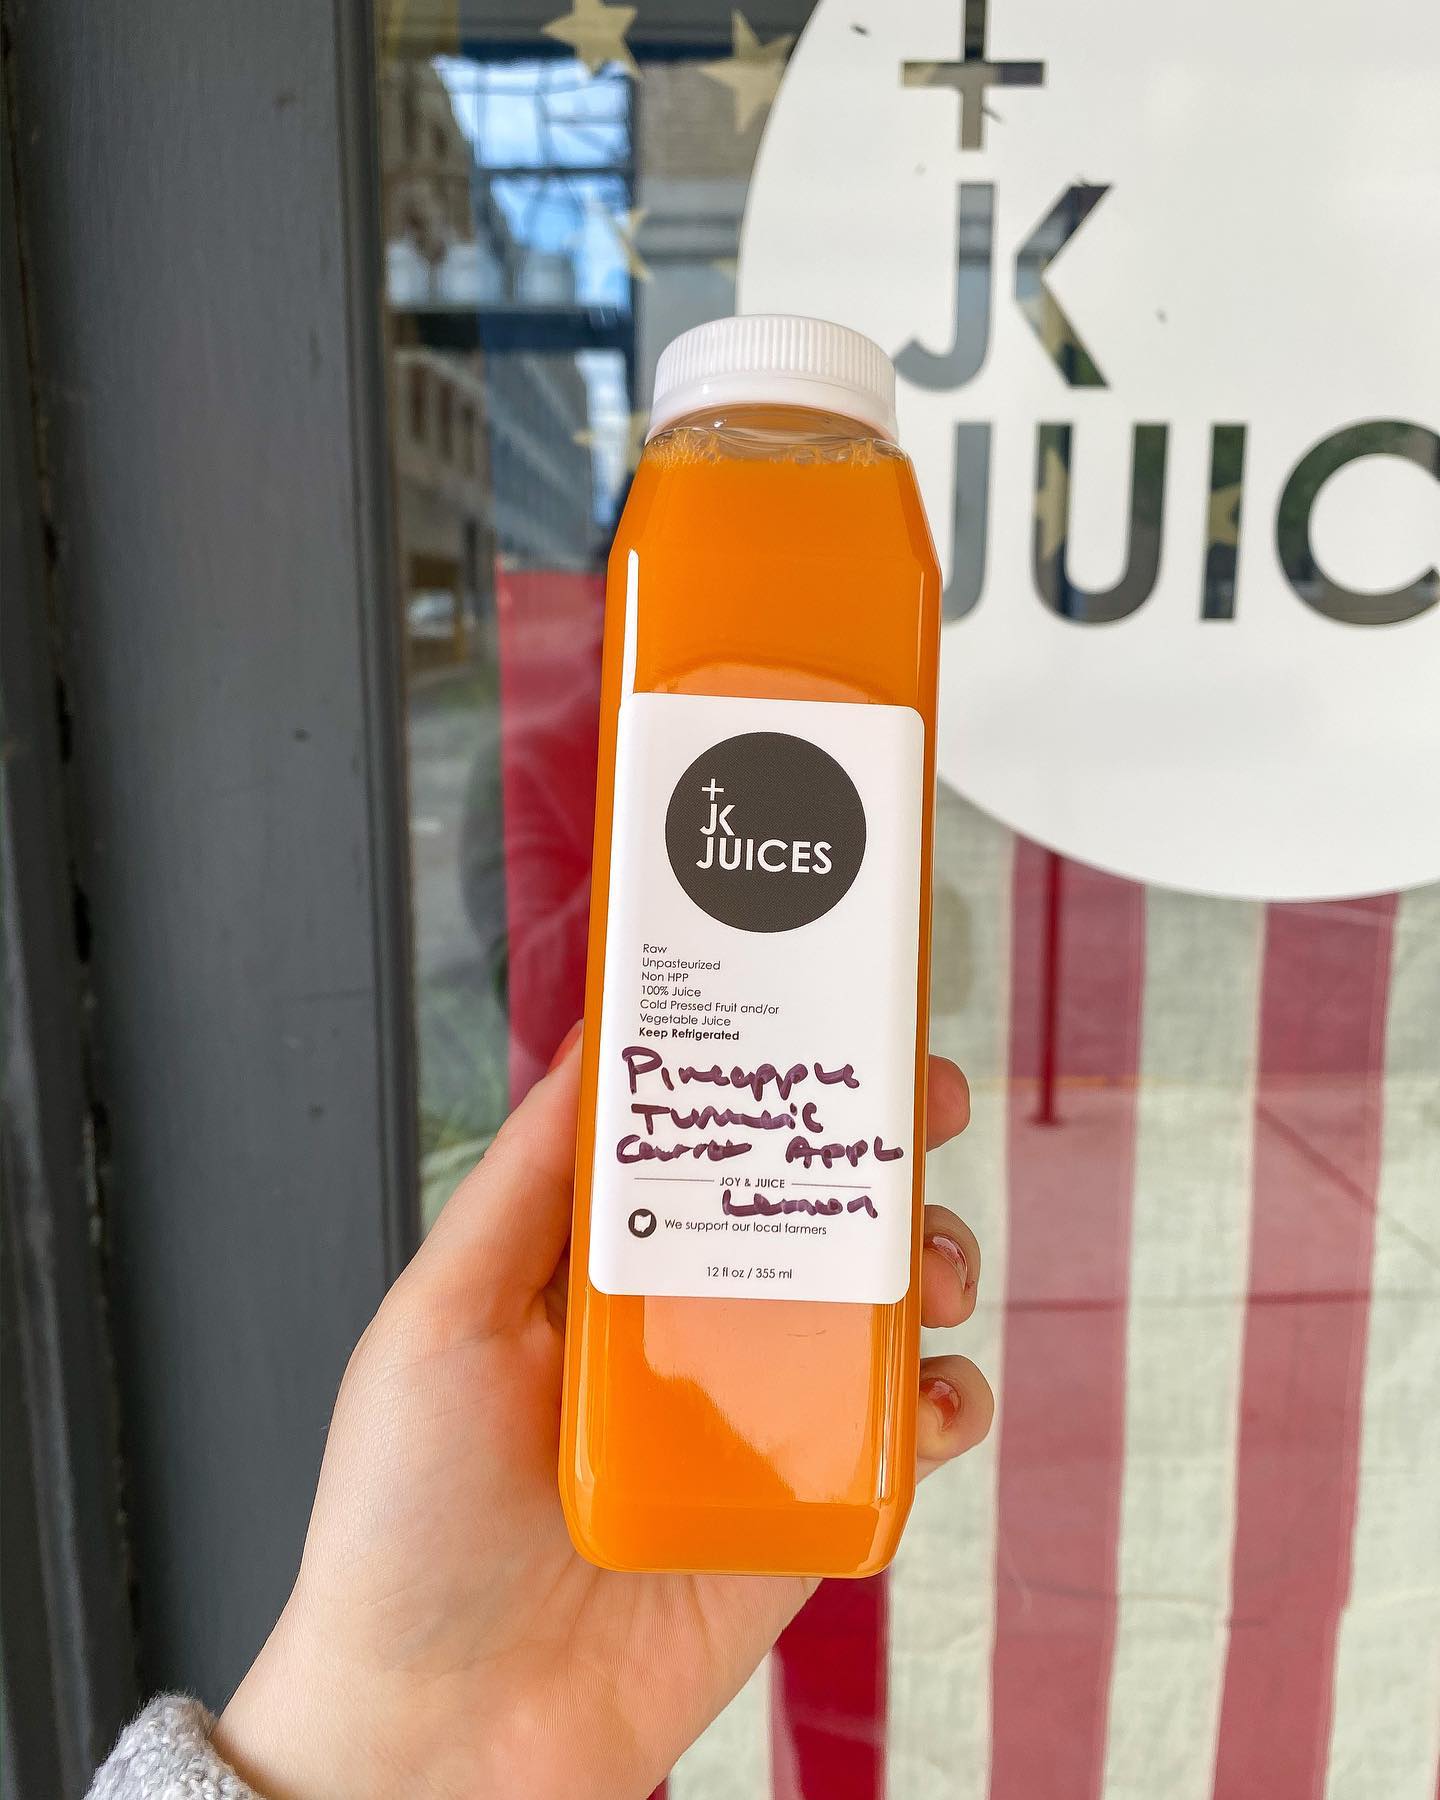 +
JK
JUIC
+
JK
JUICES
Raw
Unpasteurized
Non HPP
100% Juice
Cold Pressed Fruit and/or
Vegetable Juice
Keep Refrigerated
Pineapple
Turmeric
Carrot Apple
JOY & JUICE
Lemon
We support our local farmers
12 fl oz / 355 ml